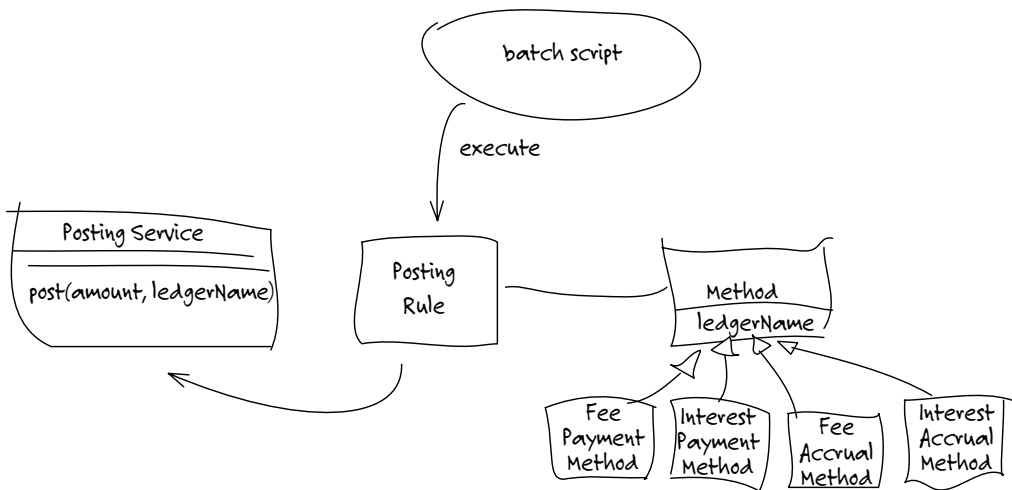 batch script
execute
Posting Service
post(amount, ledgerName)
Posting
Rule
Method
ledgerName
Fee
Payment
Method
Interest
Payment
Method
Fee
Accrual
Method
Interest
Accrual
Method